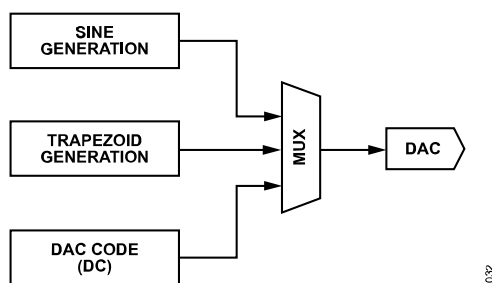 SINE
GENERATION
TRAPEZOID
GENERATION
DAC CODE
(DC)
MUX
DAC
032